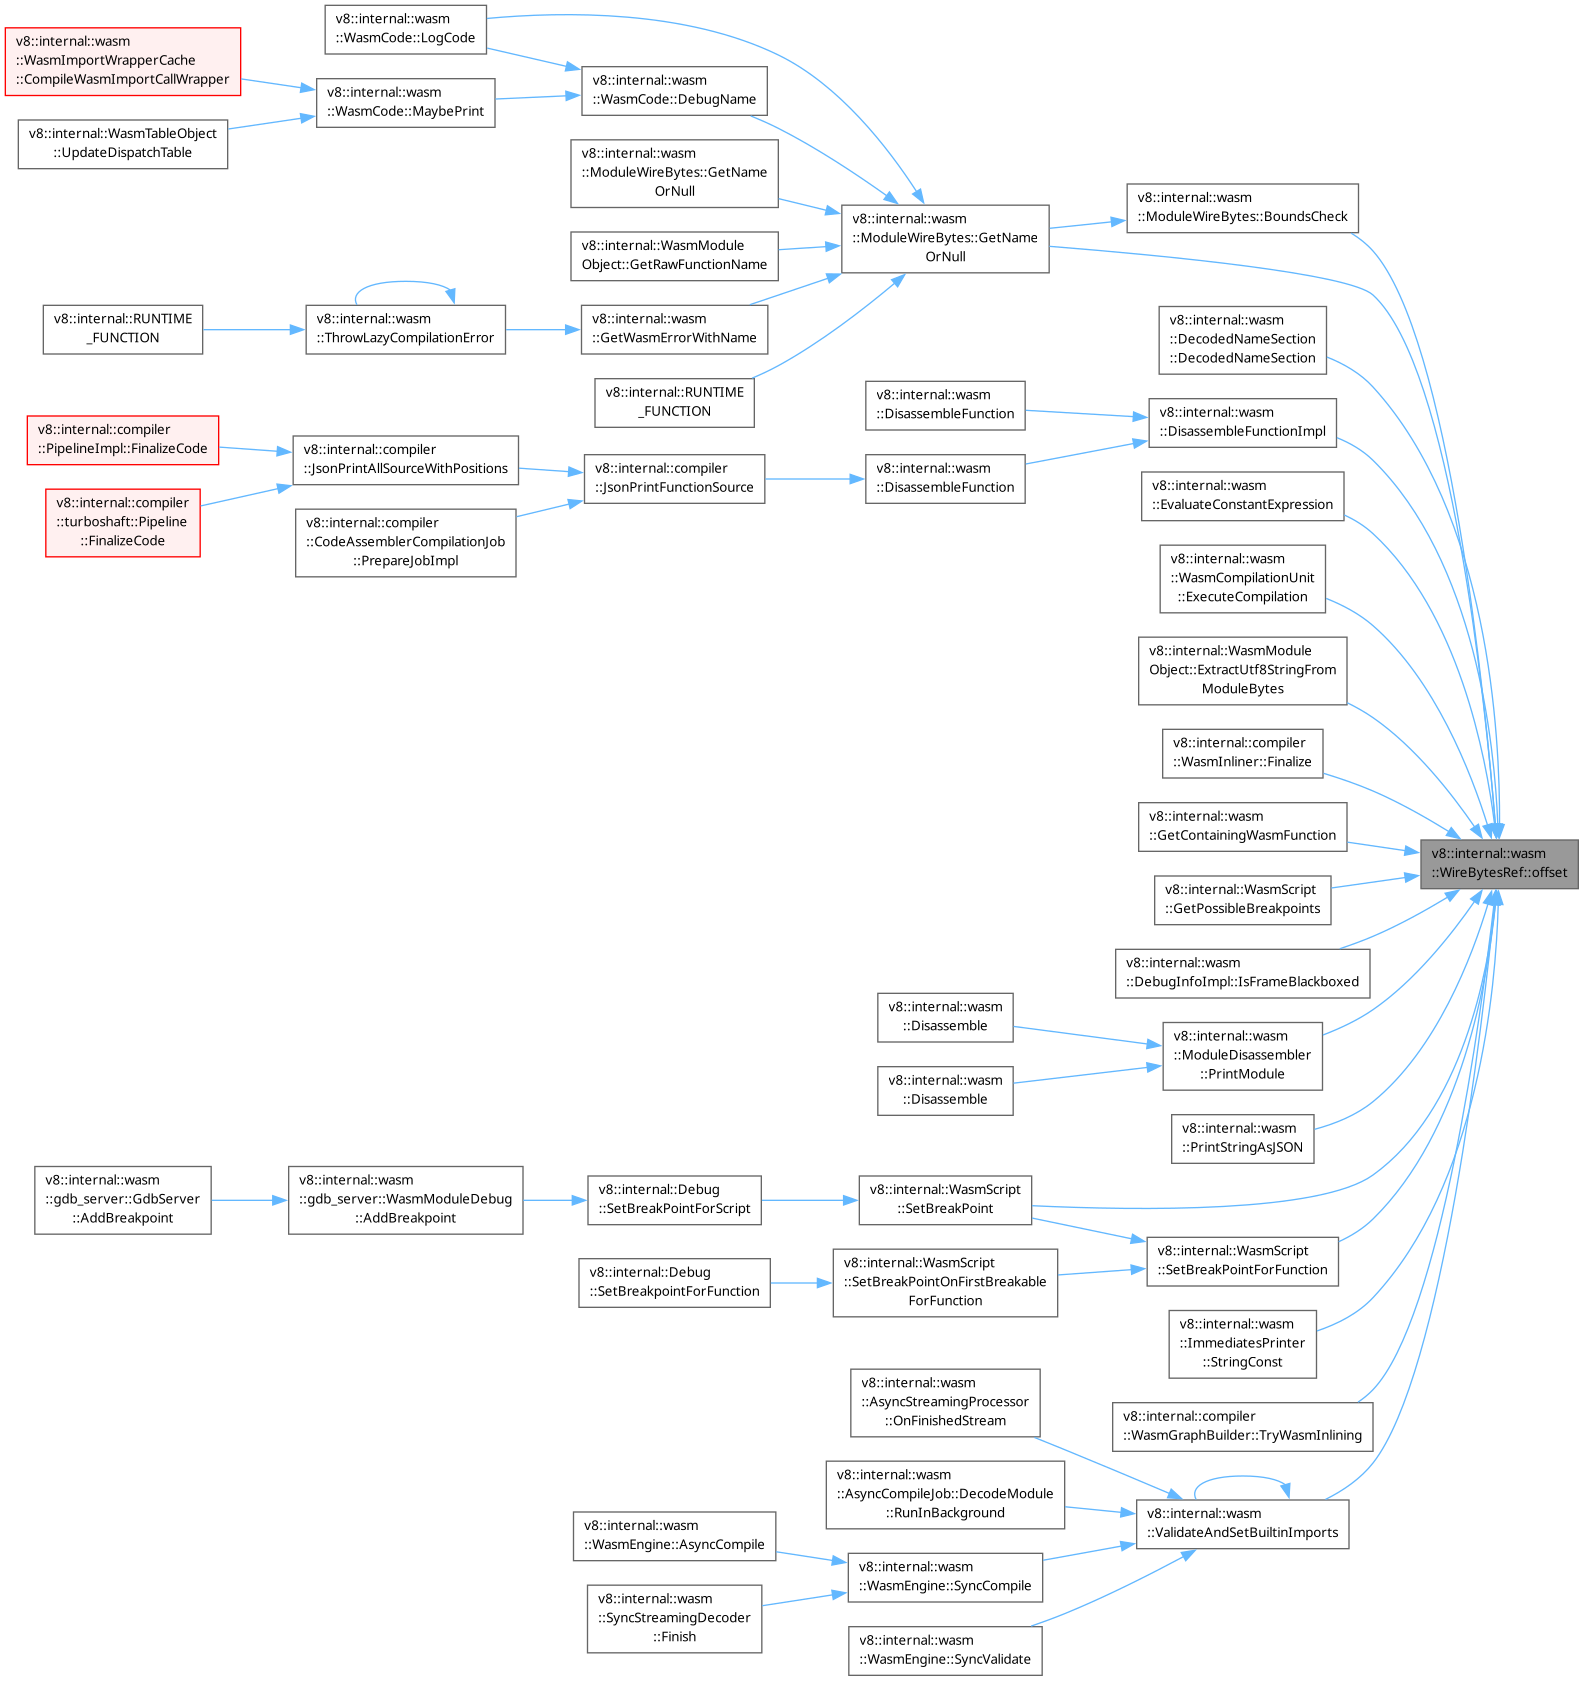 v8::internal::wasm
::WasmCode::LogCode
v8::internal::wasm
::WasmImportWrapperCache
::CompileWasmImportCallWrapper
v8::internal::wasm
::WasmCode::DebugName
v8::internal::wasm
::WasmCode::MaybePrint
v8::internal::WasmTableObject
::UpdateDispatchTable
v8::internal::wasm
::ModuleWireBytes::GetName
OrNull
v8::internal::wasm
::ModuleWireBytes::BoundsCheck
v8::internal::wasm
::ModuleWireBytes::GetName
OrNull
v8::internal::WasmModule
Object::GetRawFunctionName
v8::internal::RUNTIME
_FUNCTION
v8::internal::wasm
::ThrowLazyCompilationError
v8::internal::wasm
::GetWasmErrorWithName
v8::internal::wasm
::DecodedNameSection
::DecodedNameSection
v8::internal::RUNTIME
_FUNCTION
v8::internal::wasm
::DisassembleFunction
v8::internal::wasm
::DisassembleFunctionImpl
v8::internal::compiler
::PipelineImpl::FinalizeCode
v8::internal::compiler
::JsonPrintAllSourceWithPositions
v8::internal::compiler
::JsonPrintFunctionSource
v8::internal::wasm
::DisassembleFunction
v8::internal::wasm
::EvaluateConstantExpression
v8::internal::compiler
::turboshaft::Pipeline
::FinalizeCode
v8::internal::compiler
::CodeAssemblerCompilationJob
::PrepareJobImpl
v8::internal::wasm
::WasmCompilationUnit
::ExecuteCompilation
v8::internal::WasmModule
Object::ExtractUtf8StringFrom
ModuleBytes
v8::internal::compiler
::WasmInliner::Finalize
v8::internal::wasm
::GetContainingWasmFunction
v8::internal::wasm
::WireBytesRef::offset
v8::internal::WasmScript
::GetPossibleBreakpoints
v8::internal::wasm
::DebugInfoImpl::IsFrameBlackboxed
v8::internal::wasm
::Disassemble
v8::internal::wasm
::ModuleDisassembler
::PrintModule
v8::internal::wasm
::Disassemble
v8::internal::wasm
::PrintStringAsJSON
v8::internal::wasm
::gdb_server::GdbServer
::AddBreakpoint
v8::internal::wasm
::gdb_server::WasmModuleDebug
::AddBreakpoint
v8::internal::Debug
::SetBreakPointForScript
v8::internal::WasmScript
::SetBreakPoint
v8::internal::WasmScript
::SetBreakPointForFunction
v8::internal::Debug
::SetBreakpointForFunction
v8::internal::WasmScript
::SetBreakPointOnFirstBreakable
ForFunction
v8::internal::wasm
::ImmediatesPrinter
::StringConst
v8::internal::wasm
::AsyncStreamingProcessor
::OnFinishedStream
v8::internal::compiler
::WasmGraphBuilder::TryWasmInlining
v8::internal::wasm
::AsyncCompileJob::DecodeModule
::RunInBackground
v8::internal::wasm
::ValidateAndSetBuiltinImports
v8::internal::wasm
::WasmEngine::AsyncCompile
v8::internal::wasm
::WasmEngine::SyncCompile
v8::internal::wasm
::SyncStreamingDecoder
::Finish
v8::internal::wasm
::WasmEngine::SyncValidate